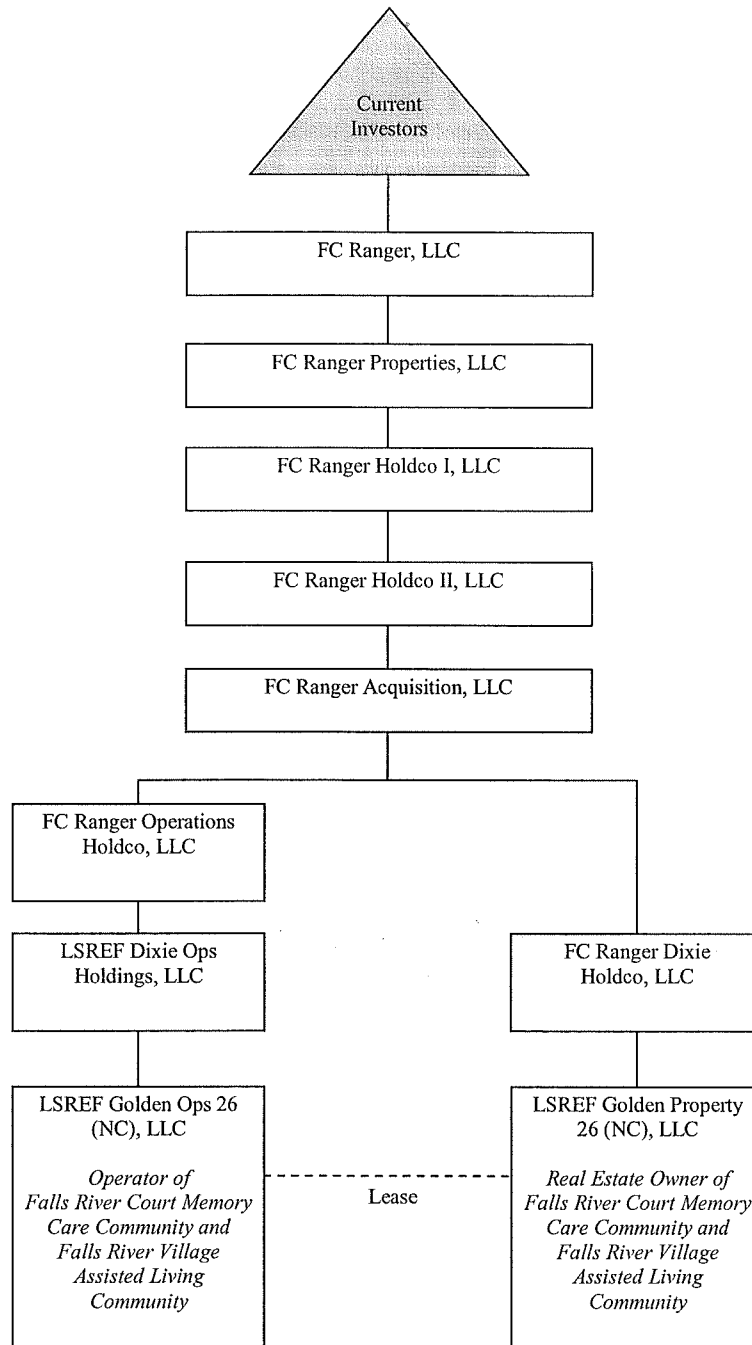 Current
Investors
FC Ranger, LLC
FC Ranger Properties, LLC
FC Ranger Holdco I, LLC
FC Ranger Holdco II, LLC
FC Ranger Acquisition, LLC
FC Ranger Operations
Holdco, LLC
LSREF Dixie Ops
Holdings, LLC
FC Ranger Dixie
Holdco, LLC
LSREF Golden Ops 26
(NC), LLC
Operator of
Falls River Court Memory
Care Community and
Falls River Village
Assisted Living
Community
Lease
LSREF Golden Property
26 (NC), LLC
Real Estate Owner of
Falls River Court Memory
Care Community and
Falls River Village
Assisted Living
Community